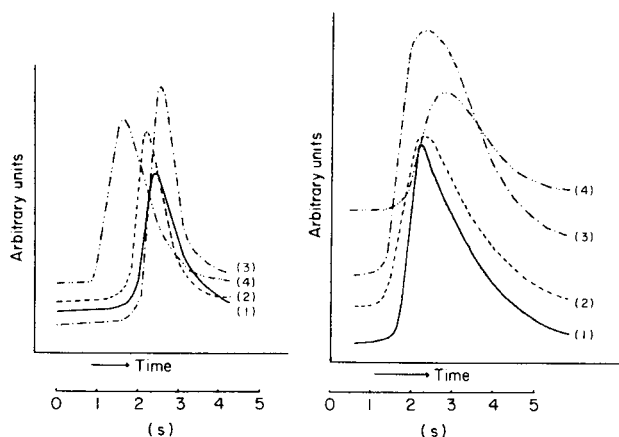 Arbitrary units
(3)
(4)
(2)
(1)
Time
0 1 2 3 4 5
(s)
Arbitrary units
(4)
(3)
(2)
(1)
Time
0 1 2 3 4 5
(s)